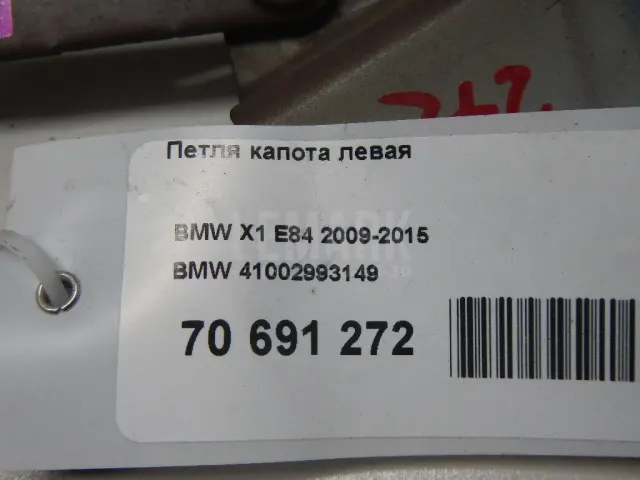 Петля капота левая
BMW X1 E84 2009-2015
BMW 41002993149
70 691 272